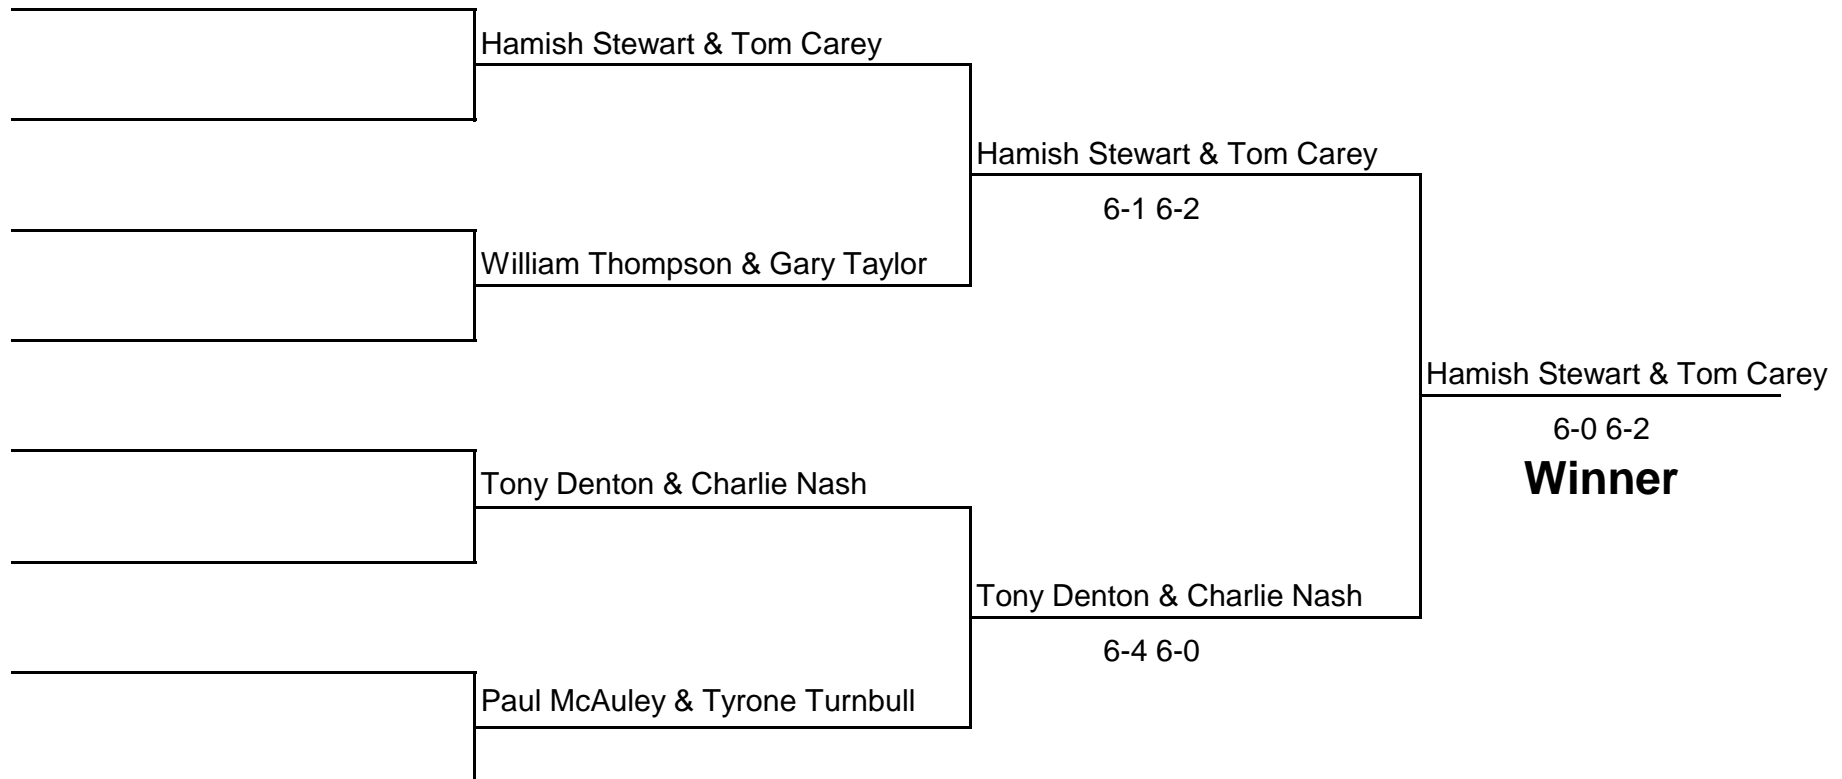 Hamish Stewart & Tom Carey
Hamish Stewart & Tom Carey
6-1 6-2
William Thompson & Gary Taylor
Hamish Stewart & Tom Carey
6-0 6-2
Winner
Tony Denton & Charlie Nash
Tony Denton & Charlie Nash
6-4 6-0
Paul McAuley & Tyrone Turnbull